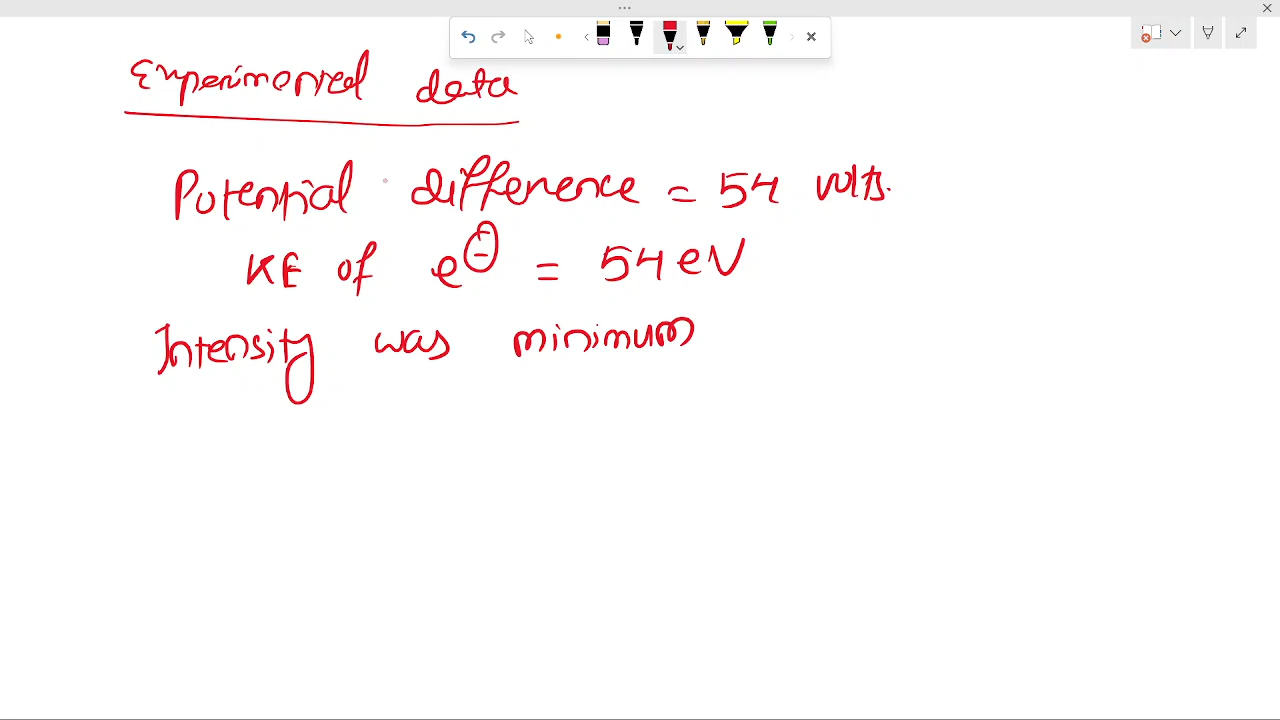 Experimental data
Potential difference = 54 volts.
KE of e⊖ = 54 eV
Intensity was minimum